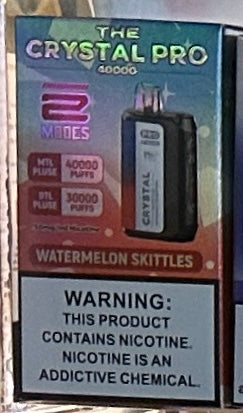 THE
CRYSTAL PRO
40000
2
MODES
MTL
PLUSE
40000
PUFFS
DTL
PLUSE
30000
PUFFS
PRO
CRYSTAL
WATERMELON SKITTLES
WARNING:
THIS PRODUCT
CONTAINS NICOTINE.
NICOTINE IS AN
ADDICTIVE CHEMICAL.